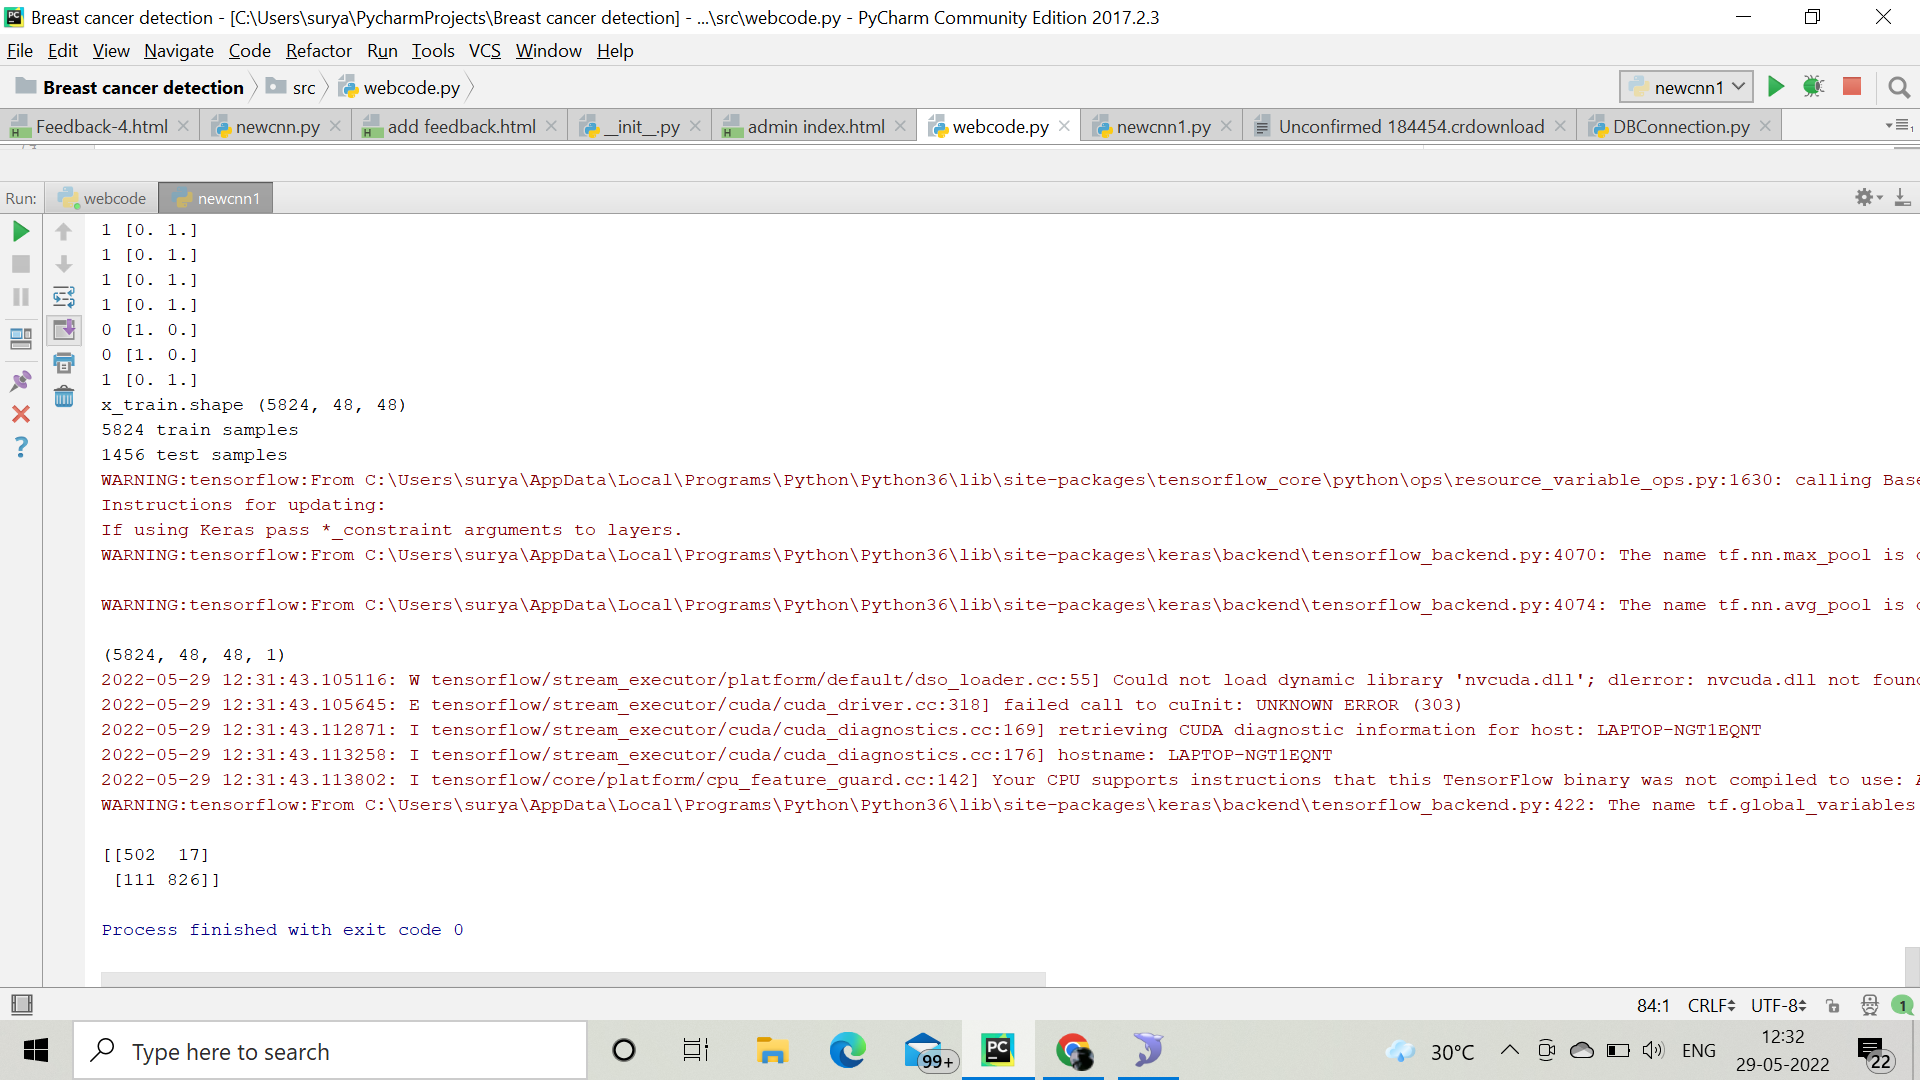 Breast cancer detection - [C:\Users\surya\PycharmProjects\Breast cancer detection] - ...\src\webcode.py - PyCharm Community Edition 2017.2.3
File Edit View Navigate Code Refactor Run Tools VCS Window Help
Breast cancer detection src webcode.py newcnn1
Feedback-4.html newcnn.py add feedback.html __init__.py admin index.html webcode.py newcnn1.py Unconfirmed 184454.crdownload DBConnection.py
Run: webcode newcnn1
1 [0. 1.]
1 [0. 1.]
1 [0. 1.]
1 [0. 1.]
0 [1. 0.]
0 [1. 0.]
1 [0. 1.]
x_train.shape (5824, 48, 48)
5824 train samples
1456 test samples
WARNING:tensorflow:From C:\Users\surya\AppData\Local\Programs\Python\Python36\lib\site-packages\tensorflow_core\python\ops\resource_variable_ops.py:1630: calling Base
Instructions for updating:
If using Keras pass *_constraint arguments to layers.
WARNING:tensorflow:From C:\Users\surya\AppData\Local\Programs\Python\Python36\lib\site-packages\keras\backend\tensorflow_backend.py:4070: The name tf.nn.max_pool is
WARNING:tensorflow:From C:\Users\surya\AppData\Local\Programs\Python\Python36\lib\site-packages\keras\backend\tensorflow_backend.py:4074: The name tf.nn.avg_pool is
(5824, 48, 48, 1)
2022-05-29 12:31:43.105116: W tensorflow/stream_executor/platform/default/dso_loader.cc:55] Could not load dynamic library 'nvcuda.dll'; dlerror: nvcuda.dll not foun
2022-05-29 12:31:43.105645: E tensorflow/stream_executor/cuda/cuda_driver.cc:318] failed call to cuInit: UNKNOWN ERROR (303)
2022-05-29 12:31:43.112871: I tensorflow/stream_executor/cuda/cuda_diagnostics.cc:169] retrieving CUDA diagnostic information for host: LAPTOP-NGT1EQNT
2022-05-29 12:31:43.113258: I tensorflow/stream_executor/cuda/cuda_diagnostics.cc:176] hostname: LAPTOP-NGT1EQNT
2022-05-29 12:31:43.113802: I tensorflow/core/platform/cpu_feature_guard.cc:142] Your CPU supports instructions that this TensorFlow binary was not compiled to use: A
WARNING:tensorflow:From C:\Users\surya\AppData\Local\Programs\Python\Python36\lib\site-packages\keras\backend\tensorflow_backend.py:422: The name tf.global_variables
[[502  17]
[111 826]]
Process finished with exit code 0
84:1 CRLF UTF-8 1
Type here to search
99+
30°C ENG 12:32
29-05-2022
22